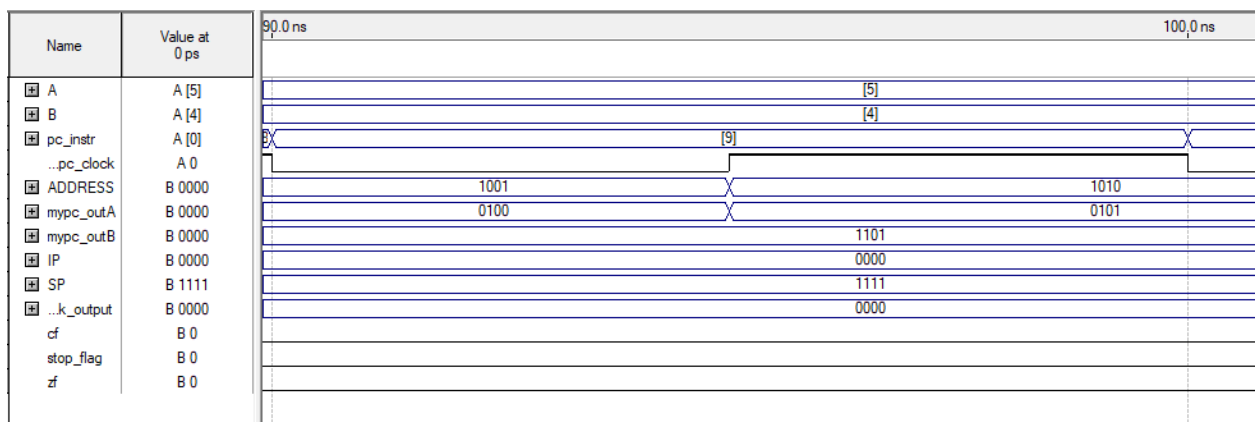 Name Value at 0 ps 90.0 ns 100.0 ns
A A [5] [5]
B A [4] [4]
pc_instr A [0] [9]
...pc_clock A 0
ADDRESS B 0000 1001 1010
mypc_outA B 0000 0100 0101
mypc_outB B 0000 1101
IP B 0000 0000
SP B 1111 1111
...k_output B 0000 0000
cf B 0
stop_flag B 0
zf B 0